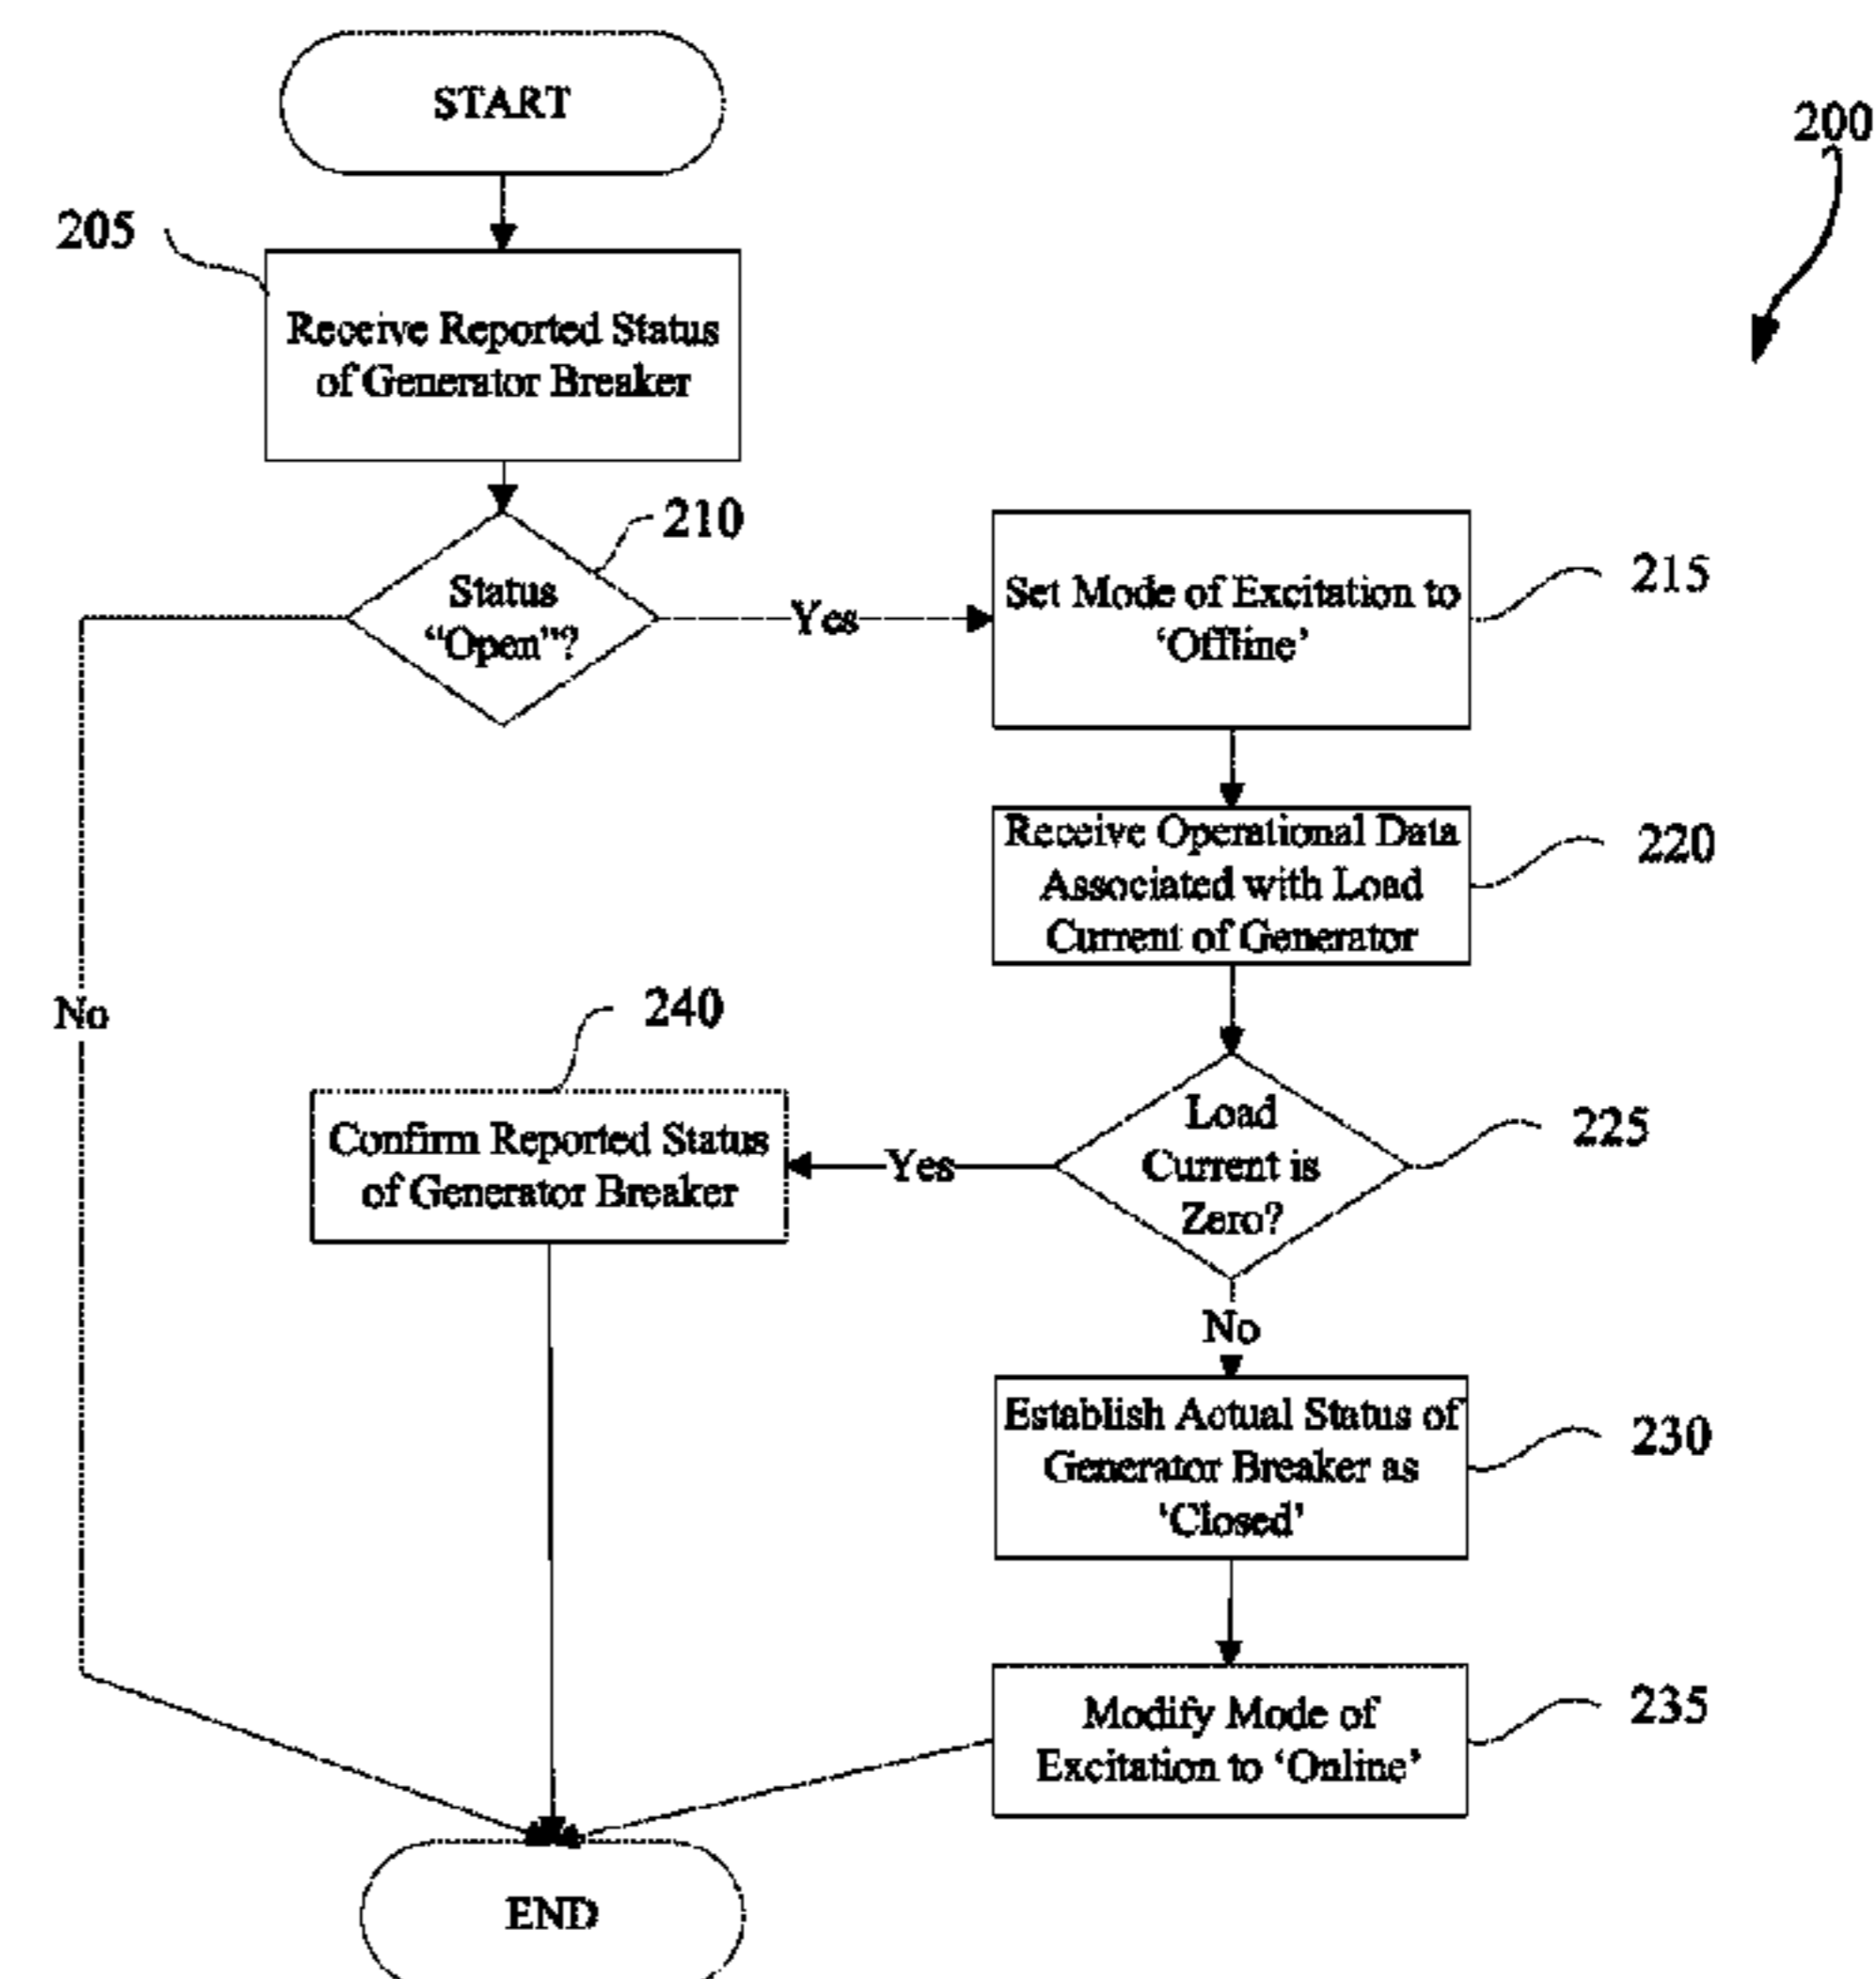 START
200
205
Receive Reported Status
of Generator Breaker
210
Status
“Open”?
Yes
Set Mode of Excitation to
‘Offline’
215
Receive Operational Data
Associated with Load
Current of Generator
220
No
240
Confirm Reported Status
of Generator Breaker
Yes
Load
Current is
Zero?
225
No
Establish Actual Status of
Generator Breaker as
‘Closed’
230
Modify Mode of
Excitation to ‘Online’
235
END